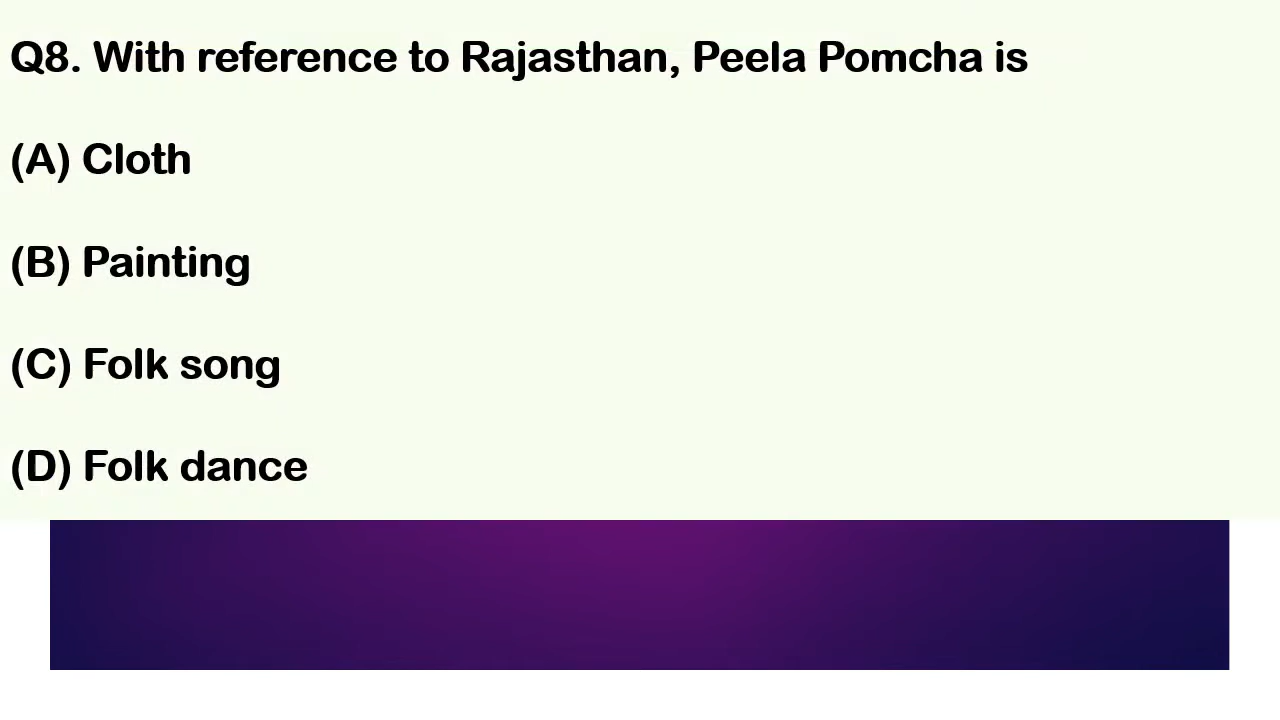 Q8. With reference to Rajasthan, Peela Pomcha is
(A) Cloth
(B) Painting
(C) Folk song
(D) Folk dance